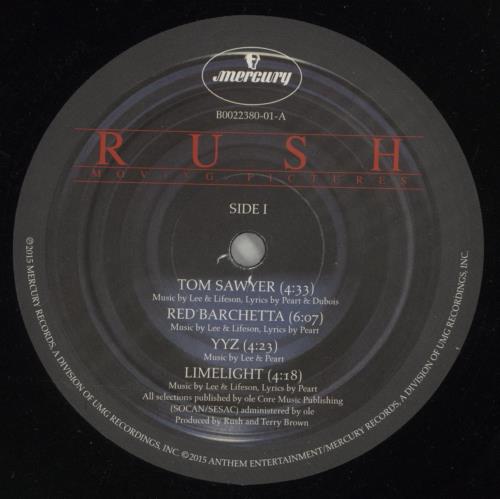 mercury
B0022380-01-A
RUSH
MOVING PICTURES
SIDE I
TOM SAWYER (4:33)
Music by Lee & Lifeson, Lyrics by Peart & Dubois
RED BARCHETTA (6:07)
Music by Lee & Lifeson, Lyrics by Peart
YYZ (4:23)
Music by Lee & Peart
LIMELIGHT (4:18)
Music by Lee & Lifeson, Lyrics by Peart
All selections published by ole Core Music Publishing
(SOCAN/SESAC) administered by ole
Produced by Rush and Terry Brown
℗2015 MERCURY RECORDS, A DIVISION OF UMG RECORDINGS, INC. ©2015 ANTHEM ENTERTAINMENT/MERCURY RECORDS, A DIVISION OF UMG RECORDINGS, INC.